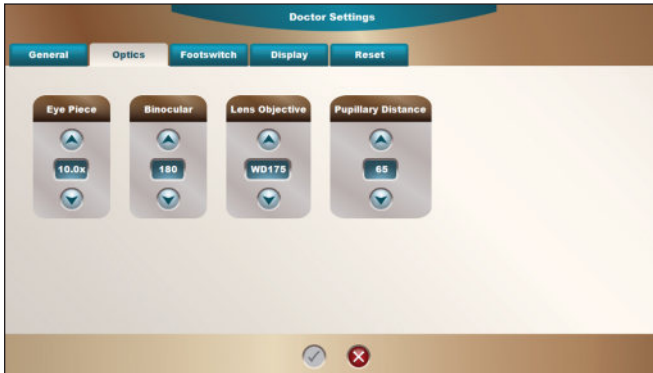 Doctor Settings
General Optics Footswitch Display Reset
Eye Piece Binocular Lens Objective Pupillary Distance
10.0x 180 WD175 65